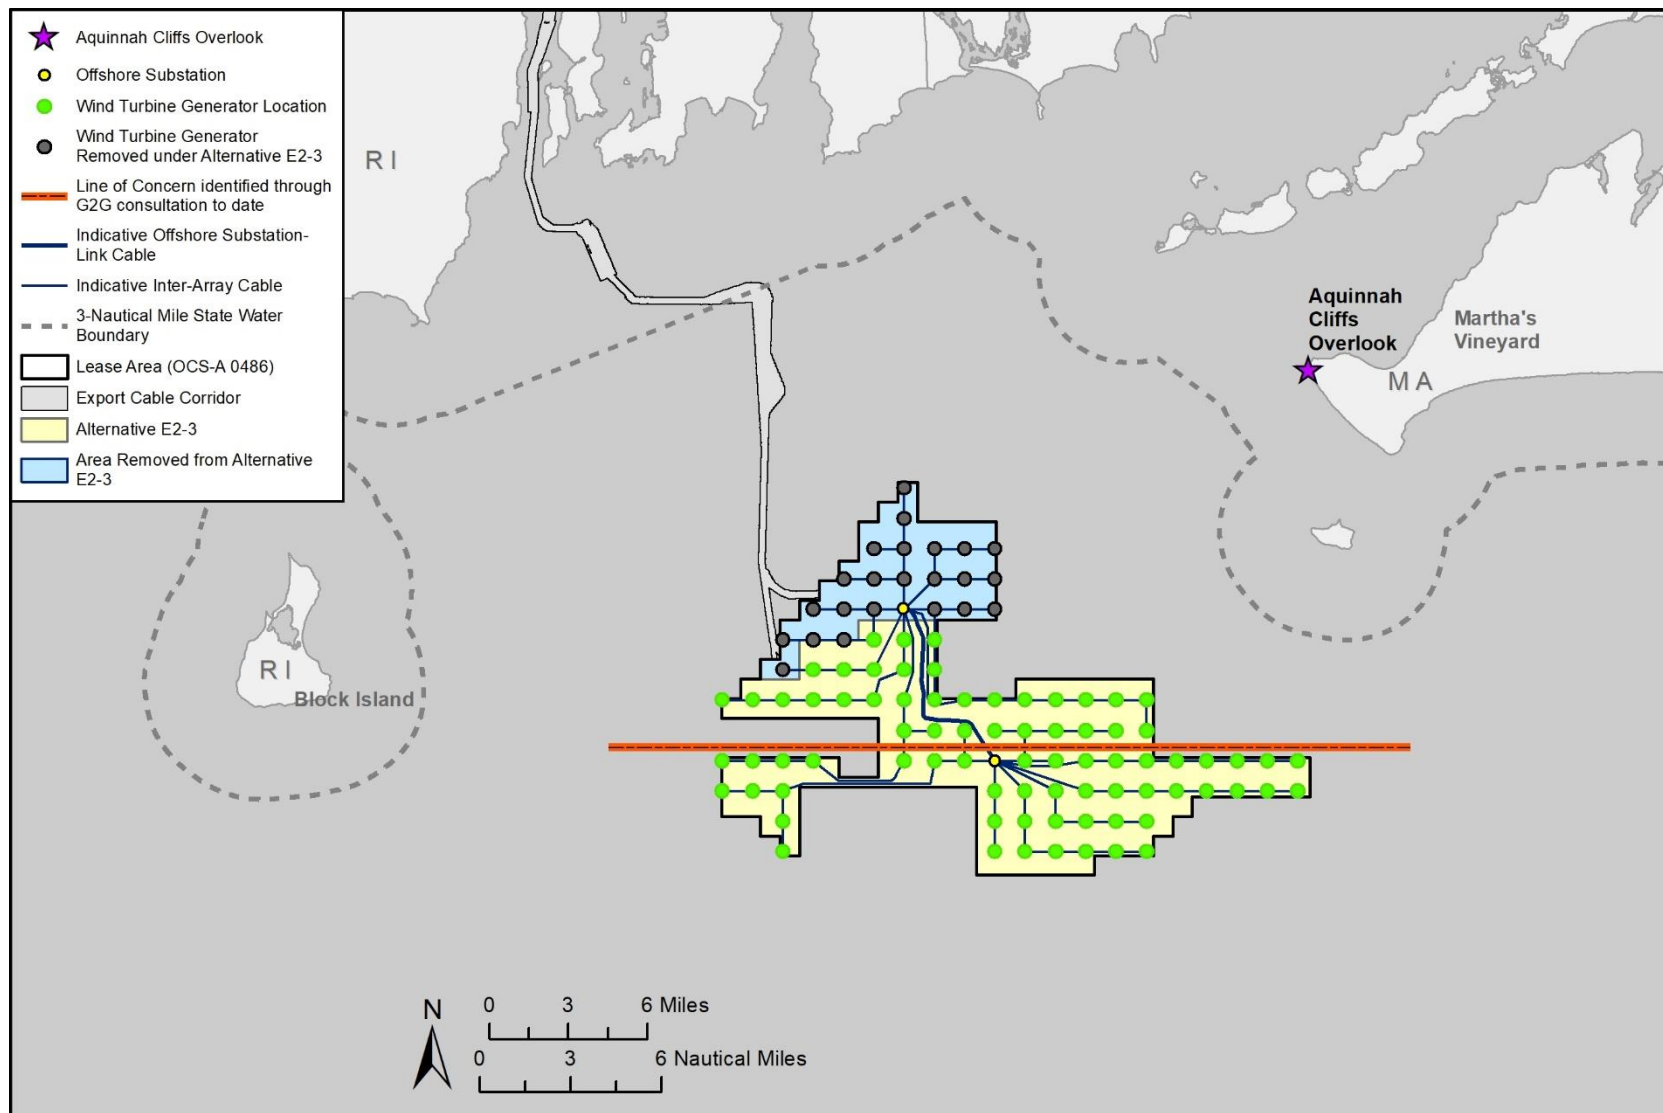 Aquinnah Cliffs Overlook
Offshore Substation
Wind Turbine Generator Location
Wind Turbine Generator
Removed under Alternative E2-3
Line of Concern identified through
G2G consultation to date
Indicative Offshore Substation-
Link Cable
Indicative Inter-Array Cable
3-Nautical Mile State Water
Boundary
Lease Area (OCS-A 0486)
Export Cable Corridor
Alternative E2-3
Area Removed from Alternative
E2-3
RI
Aquinnah
Cliffs
Overlook
Martha's
Vineyard
MA
RI
Block Island
N
0 3 6 Miles
0 3 6 Nautical Miles